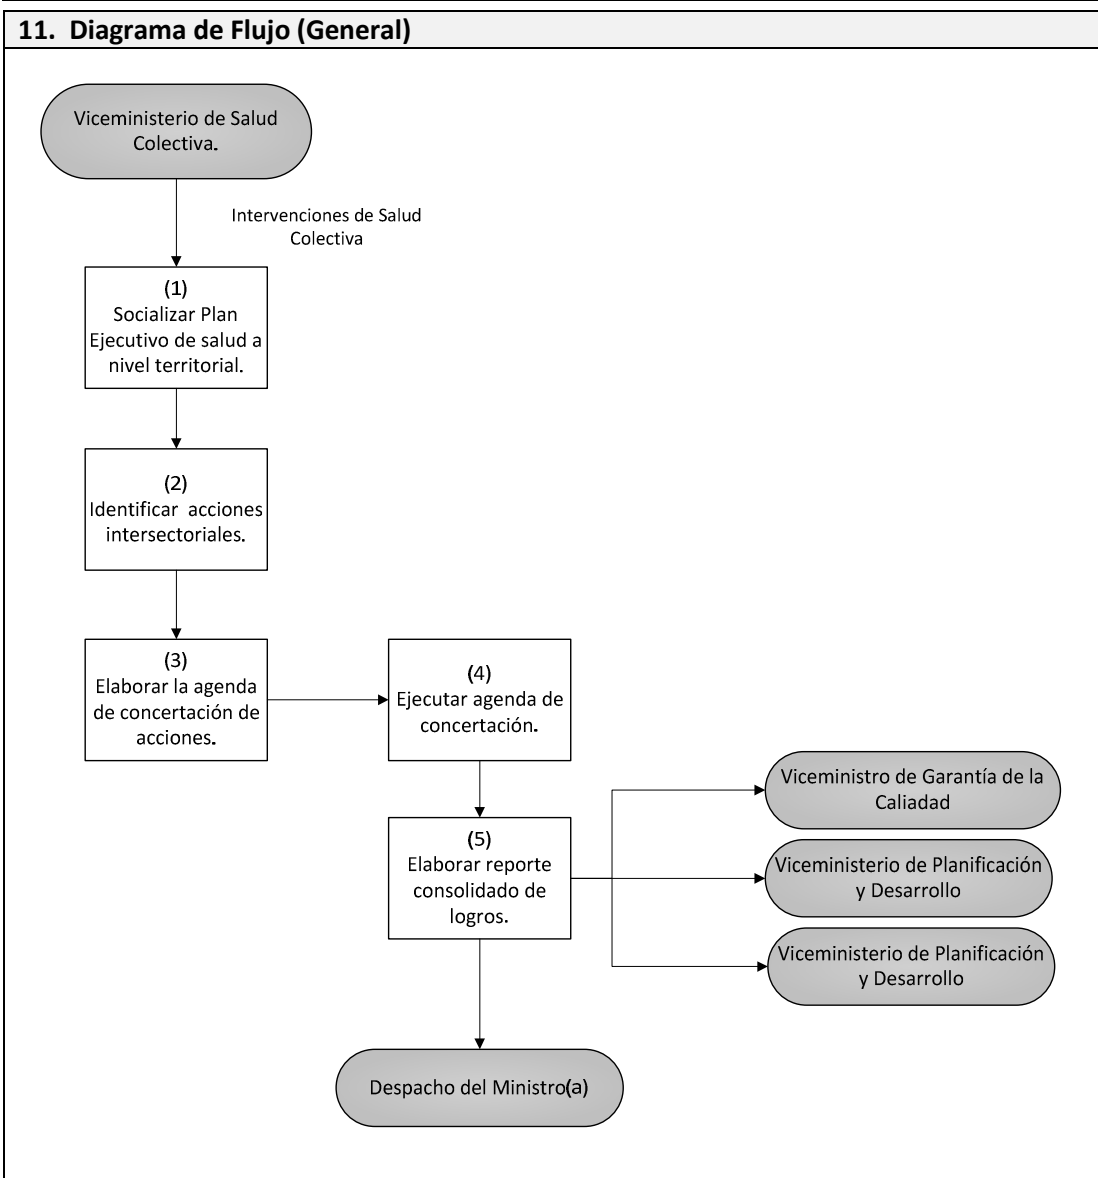 11. Diagrama de Flujo (General)
Viceministerio de Salud
Colectiva.
Intervenciones de Salud
Colectiva
(1)
Socializar Plan
Ejecutivo de salud a
nivel territorial.
(2)
Identificar acciones
intersectoriales.
(3)
Elaborar la agenda
de concertación de
acciones.
(4)
Ejecutar agenda de
concertación.
(5)
Elaborar reporte
consolidado de
logros.
Viceministro de Garantía de la
Caliadad
Viceministerio de Planificación
y Desarrollo
Viceministerio de Planificación
y Desarrollo
Despacho del Ministro(a)